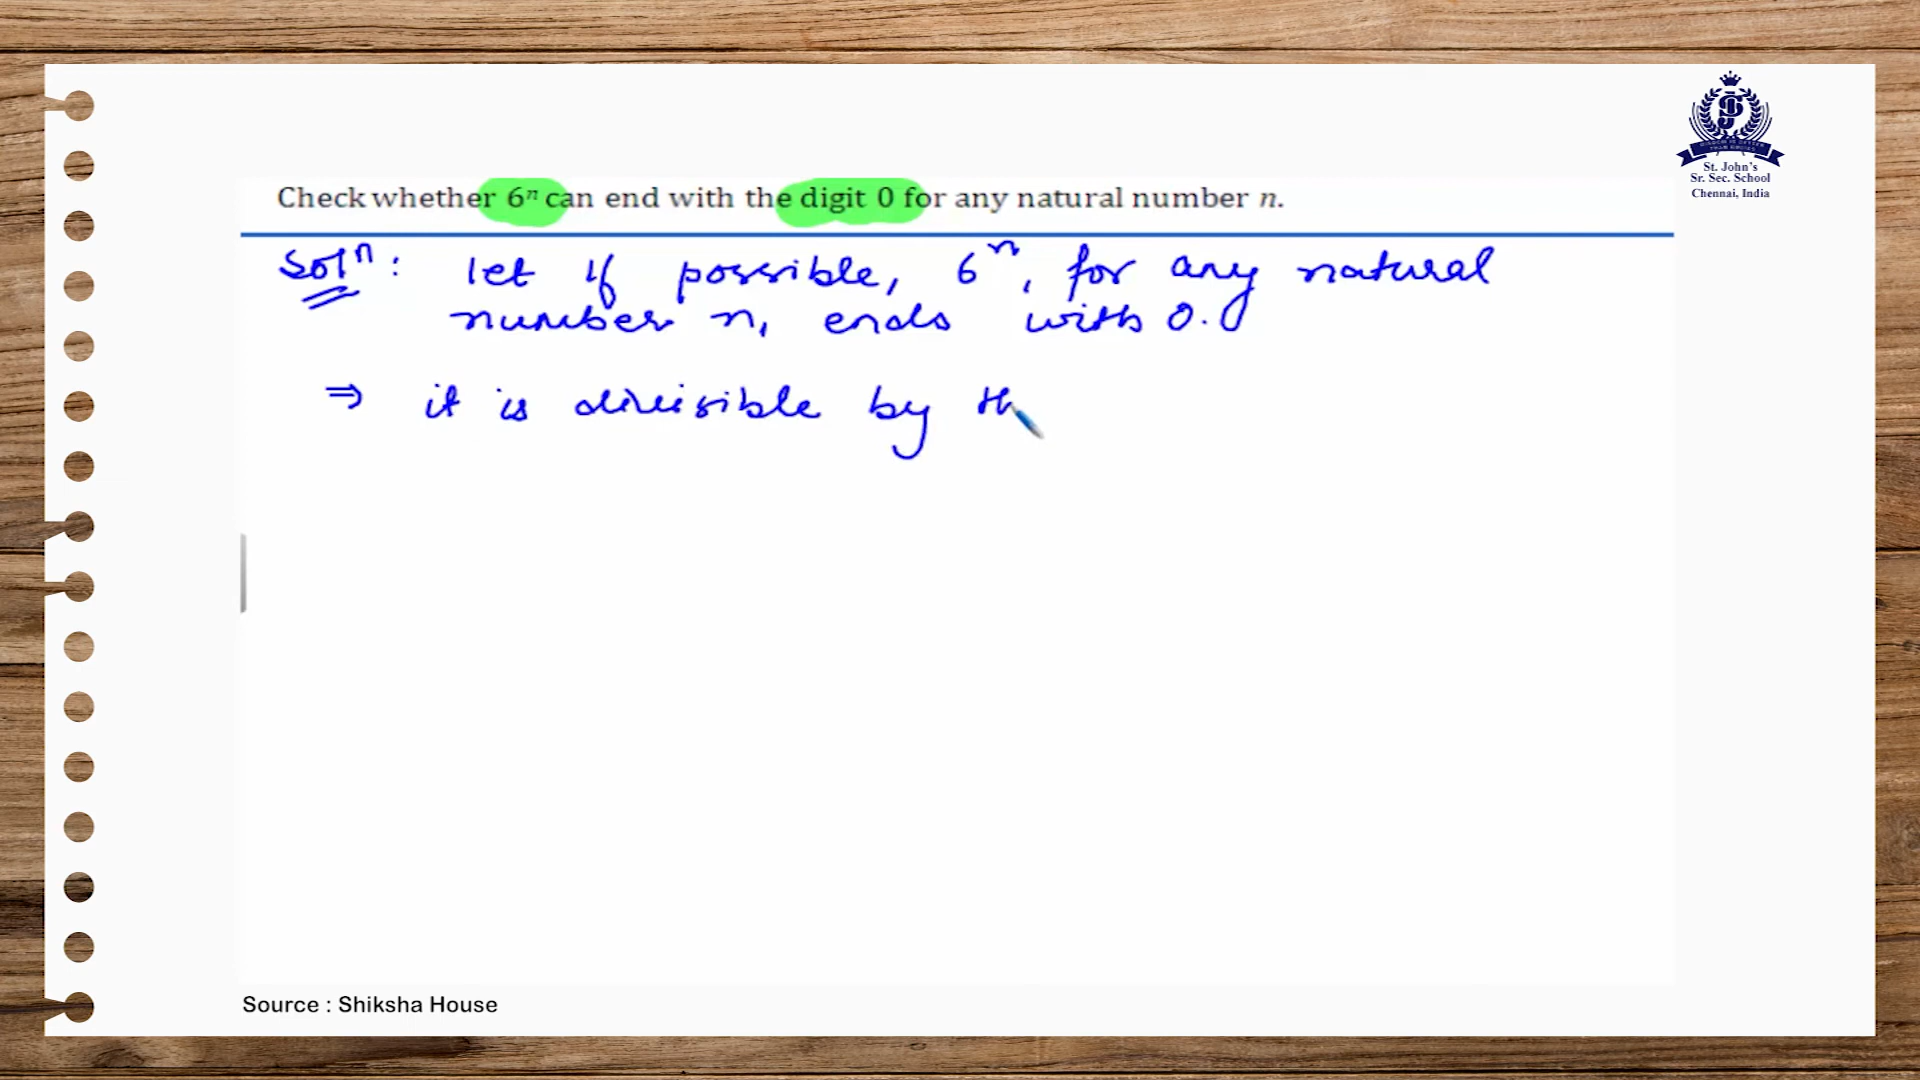 St. John's
Sr. Sec. School
Chennai, India
Check whether 6ⁿ can end with the digit 0 for any natural number n.
Solⁿ : let if possible, 6ⁿ, for any natural
number n, ends with 0.
⇒ it is divisible by th
Source : Shiksha House